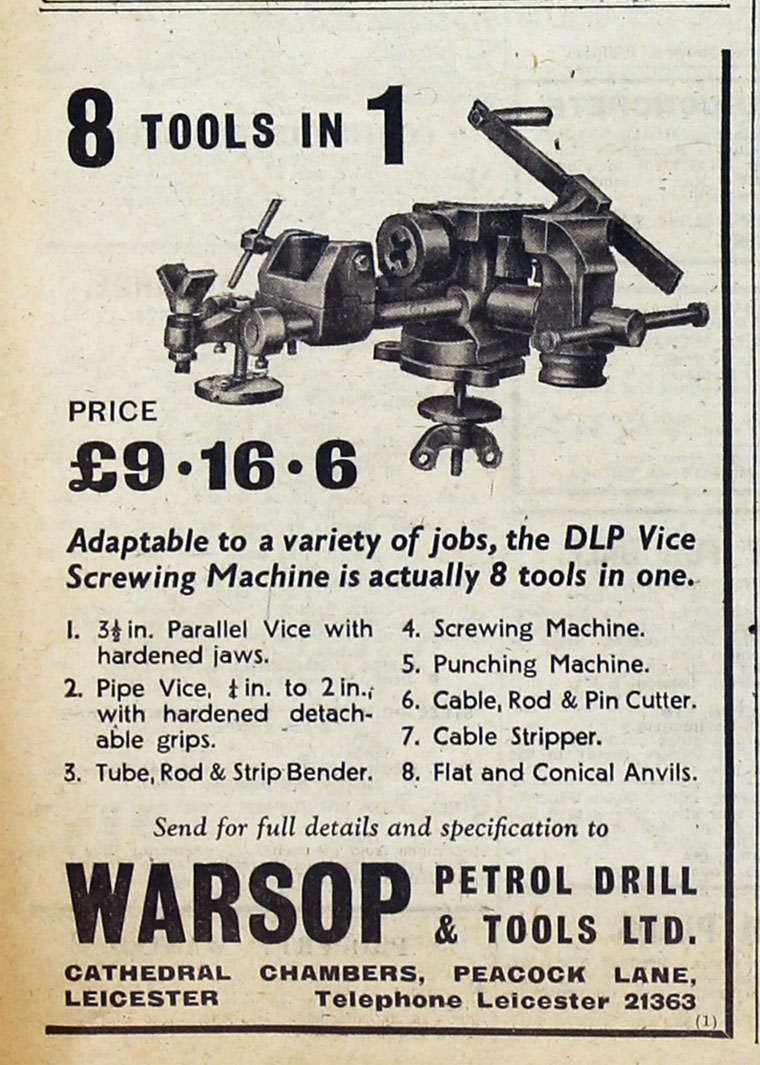 8 TOOLS IN 1
PRICE
£9·16·6
Adaptable to a variety of jobs, the DLP Vice
Screwing Machine is actually 8 tools in one.
1. 3½ in. Parallel Vice with
hardened jaws.
2. Pipe Vice, ¼ in. to 2 in.,
with hardened detach-
able grips.
3. Tube, Rod & Strip Bender.
4. Screwing Machine.
5. Punching Machine.
6. Cable, Rod & Pin Cutter.
7. Cable Stripper.
8. Flat and Conical Anvils.
Send for full details and specification to
WARSOP PETROL DRILL
& TOOLS LTD.
CATHEDRAL CHAMBERS, PEACOCK LANE,
LEICESTER Telephone Leicester 21363
(1)